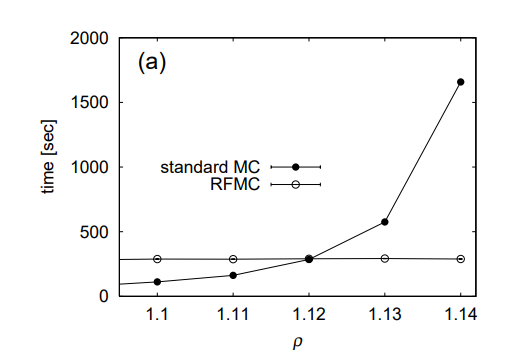 (a)
2000
1500
1000
500
0
time [sec]
standard MC
RFMC
1.1 1.11 1.12 1.13 1.14
ρ